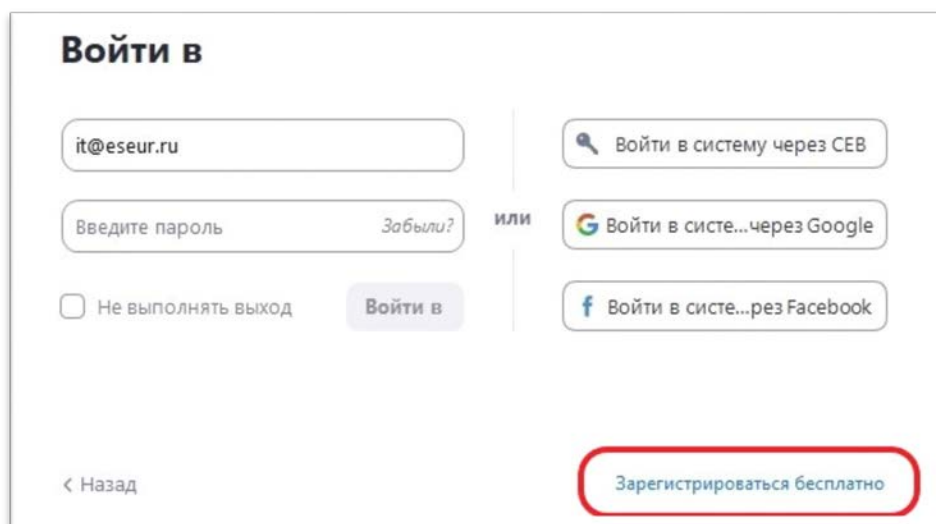 Войти в
it@eseur.ru
Введите пароль
Забыли?
Не выполнять выход
Войти в
или
Войти в систему через СЕВ
Войти в систе...через Google
Войти в систе...рез Facebook
< Назад
Зарегистрироваться бесплатно